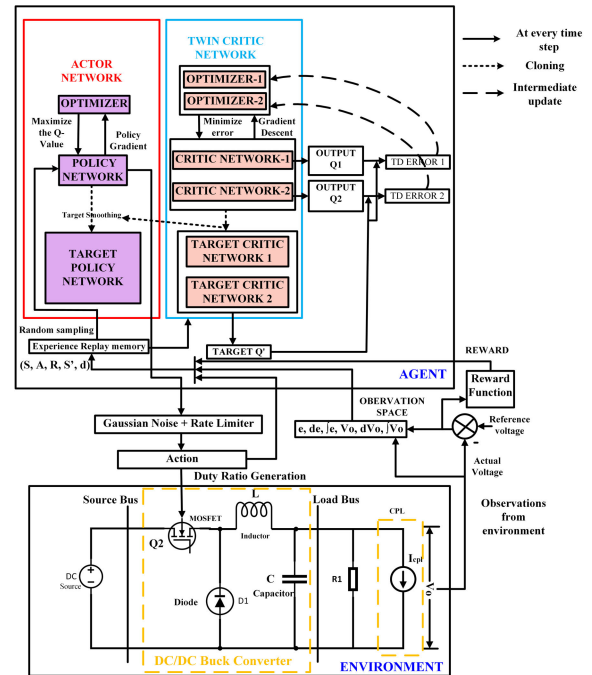 ACTOR
NETWORK
OPTIMIZER
Maximize
the Q-
Value
Policy
Gradient
POLICY
NETWORK
Target Smoothing
TARGET
POLICY
NETWORK
TWIN CRITIC
NETWORK
OPTIMIZER-1
OPTIMIZER-2
Minimize
error
Gradient
Descent
CRITIC NETWORK-1
CRITIC NETWORK-2
TARGET CRITIC
NETWORK 1
TARGET CRITIC
NETWORK 2
OUTPUT
Q1
OUTPUT
Q2
TD ERROR 1
TD ERROR 2
At every time
step
Cloning
Intermediate
update
Random sampling
Experience Replay memory
(S, A, R, S', d)
TARGET Q'
REWARD
AGENT
Reward
Function
OBERVATION
SPACE
e, de, ∫e, Vo, dVo, ∫Vo
Reference
voltage
-
Actual
Voltage
Gaussian Noise + Rate Limiter
Action
Duty Ratio Generation
Observations
from
environment
Source Bus
L
Load Bus
MOSFET
CPL
Q2
Inductor
DC
Source
Diode
D1
C
Capacitor
R1
Icpl
Vo
DC/DC Buck Converter
ENVIRONMENT